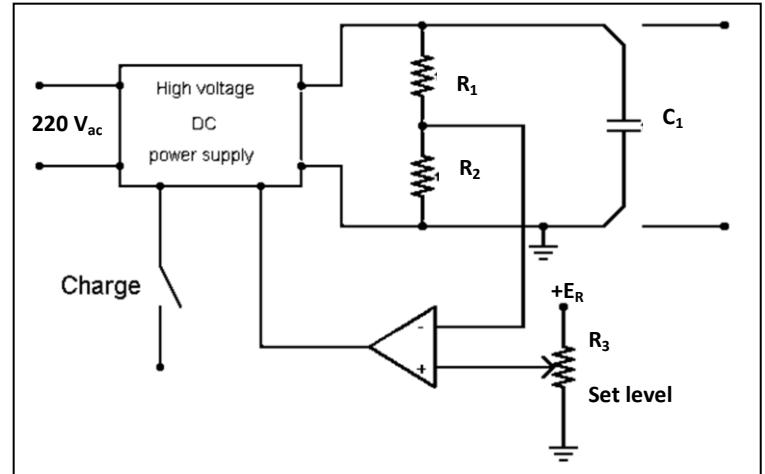 High voltage
DC
power supply
220 Vac
R1
R2
C1
Charge
-
+
+ER
R3
Set level